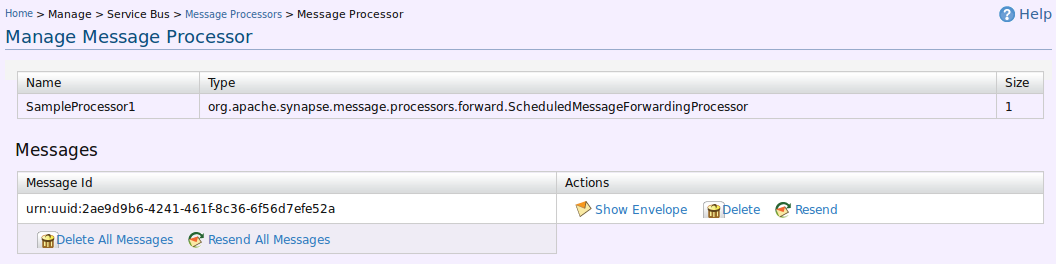 Home > Manage > Service Bus > Message Processors > Message Processor
Help
Manage Message Processor
Name Type Size
SampleProcessor1 org.apache.synapse.message.processors.forward.ScheduledMessageForwardingProcessor 1
Messages
Message Id Actions
urn:uuid:2ae9d9b6-4241-461f-8c36-6f56d7efe52a Show Envelope Delete Resend
Delete All Messages Resend All Messages